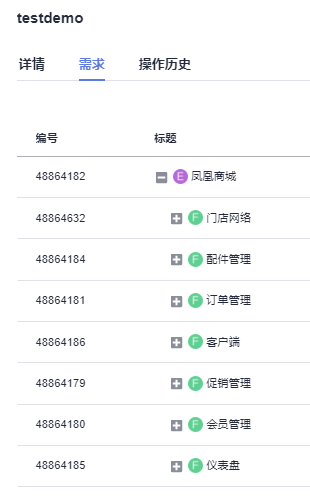 testdemo
详情 需求 操作历史
编号 标题
48864182 E 凤凰商城
48864632 F 门店网络
48864184 F 配件管理
48864181 F 订单管理
48864186 F 客户端
48864179 F 促销管理
48864180 F 会员管理
48864185 F 仪表盘